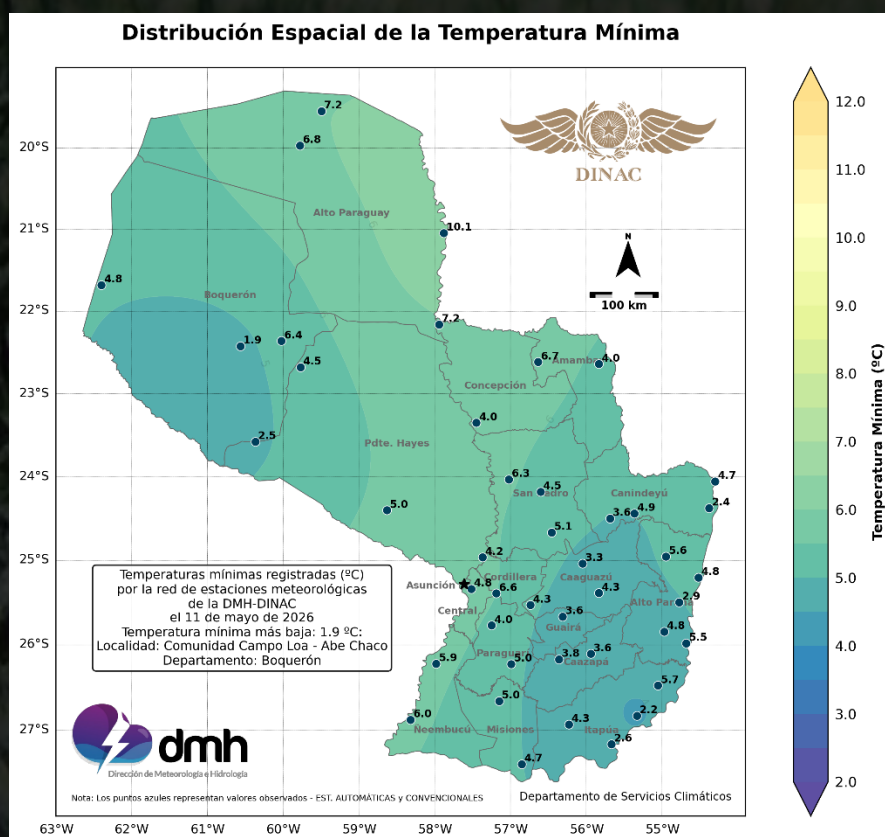 Distribución Espacial de la Temperatura Mínima
20°S
21°S
22°S
23°S
24°S
25°S
26°S
27°S
63°W
62°W
61°W
60°W
59°W
58°W
57°W
56°W
55°W
DINAC
N
100 km
7.2
6.8
Alto Paraguay
10.1
4.8
Boquerón
7.2
1.9
6.4
4.5
6.7
Amambay
4.0
Concepción
4.0
2.5
Pdte. Hayes
6.3
4.5
San Pedro
Canindeyú
4.7
2.4
5.0
3.6
4.9
5.1
5.6
4.2
3.3
Asunción
4.8
Cordillera
6.6
Caaguazú
4.3
4.8
2.9
Alto Paraná
4.3
Central
3.6
4.0
Guairá
4.8
5.5
Paraguarí
5.9
5.0
3.8
3.6
Caazapá
5.7
5.0
6.0
Ñeembucú
Misiones
4.3
Itapúa
2.2
2.6
4.7
Temperaturas mínimas registradas (ºC)
por la red de estaciones meteorológicas
de la DMH-DINAC
el 11 de mayo de 2026
Temperatura mínima más baja: 1.9 ºC:
Localidad: Comunidad Campo Loa - Abe Chaco
Departamento: Boquerón
dmh
Dirección de Meteorología e Hidrología
Nota: Los puntos azules representan valores observados - EST. AUTOMÁTICAS y CONVENCIONALES
Departamento de Servicios Climáticos
12.0
11.0
10.0
9.0
8.0
7.0
6.0
5.0
4.0
3.0
2.0
Temperatura Mínima (ºC)